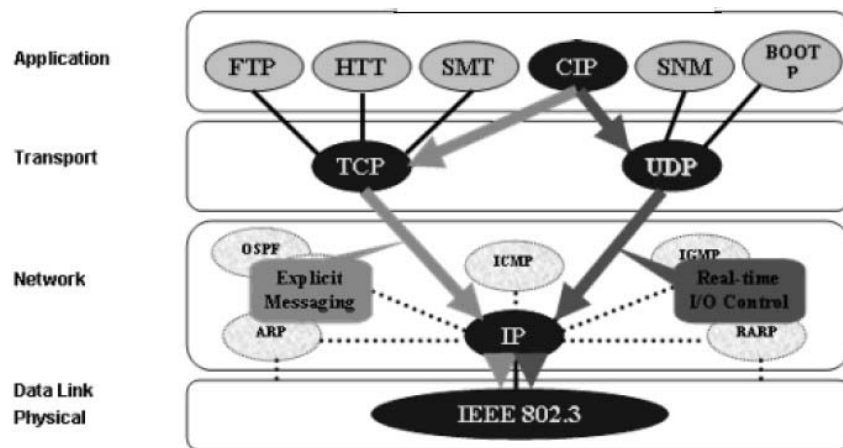 Application
FTP
HTT
SMT
CIP
SNM
BOOT
P
Transport
TCP
UDP
Network
OSPF
ICMP
IGMP
Explicit
Messaging
Real-time
I/O Control
ARP
IP
RARP
Data Link
Physical
IEEE 802.3